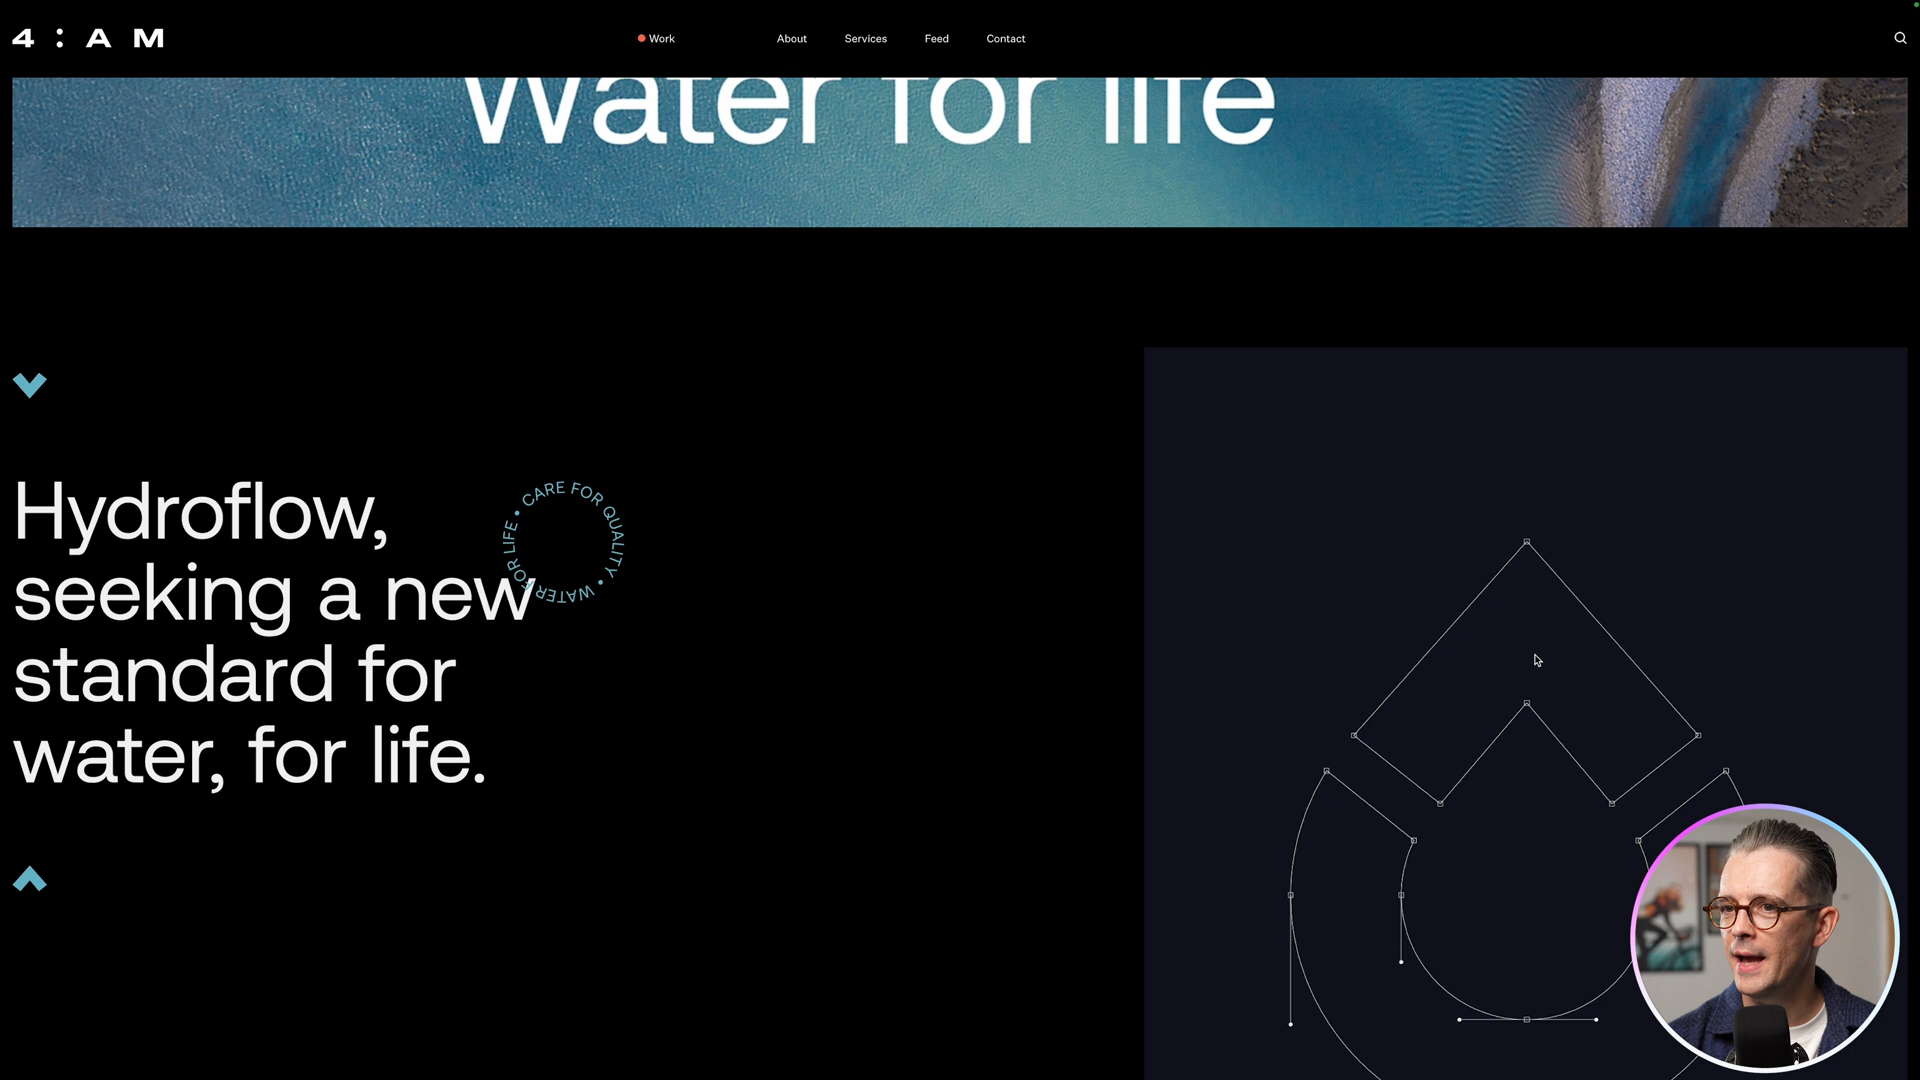 4 : A M
Work
About
Services
Feed
Contact
Water for life
Hydroflow,
seeking a new
standard for
water, for life.
CARE FOR QUALITY • WATER FOR LIFE •